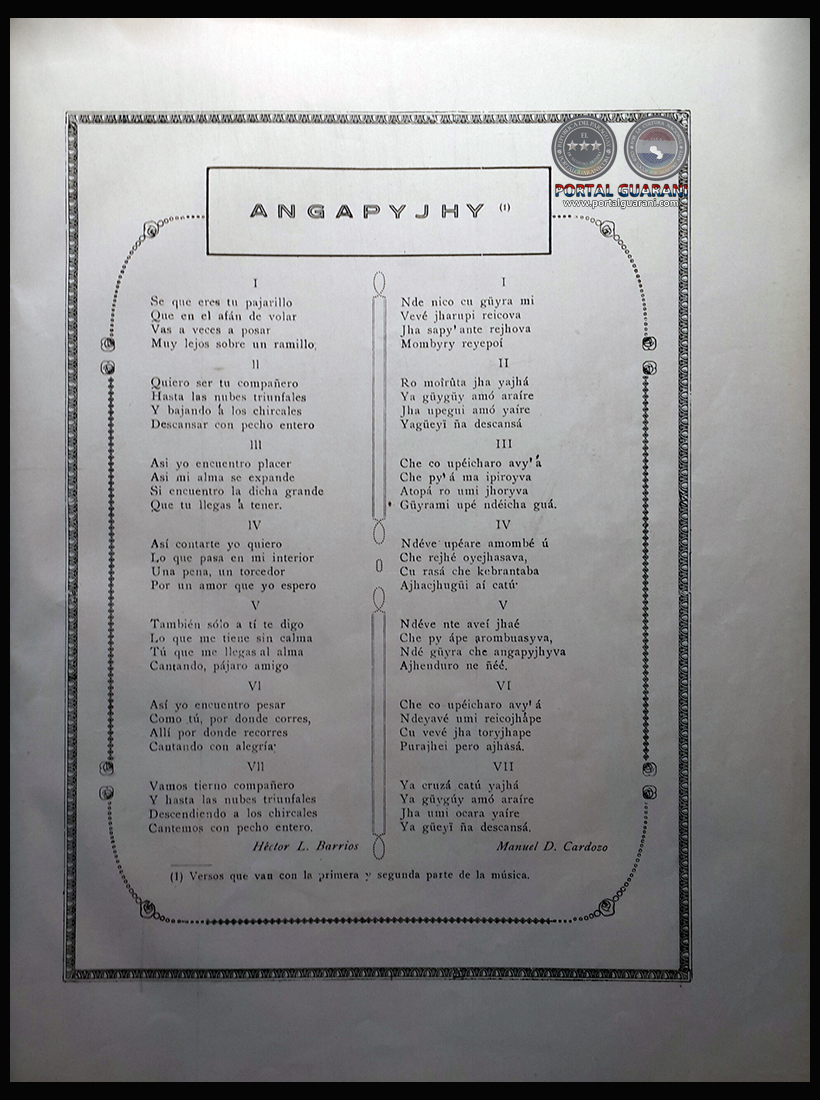 PORTAL GUARANI
www.portalguarani.com
ANGAPYJHY (1)
I
Se que eres tu pajarillo
Que en el afán de volar
Vas a veces a posar
Muy lejos sobre un ramillo.
II
Quiero ser tu compañero
Hasta las nubes triunfales
Y bajando á los chircales
Descansar con pecho entero
III
Asi yo encuentro placer
Asi mi alma se expande
Si encuentro la dicha grande
Que tu llegas à tener.
IV
Así contarte yo quiero
Lo que pasa en mi interior
Una pena, un torcedor
Por un amor que yo espero
V
También sólo a tí te digo
Lo que me tiene sin calma
Tú que me llegas al alma
Cantando, pájaro amigo
VI
Así yo encuentro pesar
Como tú, por donde corres,
Allí por donde recorres
Cantando con alegría
VII
Vamos tierno compañero
Y hasta las nubes triunfales
Descendiendo a los chircales
Cantemos con pecho entero.
Hèctor L. Barrios
I
Nde nico cu gûyra mi
Vevé jharupi reicova
Jha sapy'ante rejhova
Mombyry reyepoí
II
Ro moîrûta jha yajhá
Ya gûygüy amó araíre
Jha upegui amó yaíre
Yagüeyï ña descansá
III
Che co upéicharo avy'á
Che py'á ma ipiroyva
Atopá ro umi jhoryva
Gûyrami upé ndéicha guá.
IV
Ndéve upéare amombé ú
Che rejhé oyejhasava,
Cu rasá che kebrantaba
Ajhacjhugüi aí catú
V
Ndéve nte aveí jhaé
Che py ápe arombuasyva,
Ndé gûyra che angapyjhyva
Ajhenduro ne ñéé.
VI
Che co upéicharo avy'á
Ndeyavé umi reicojhápe
Cu vevé jha toryjhape
Purajhei pero ajhasá.
VII
Ya cruzá catú yajhá
Ya gûygúy amó araíre
Jha umi ocara yaíre
Ya gûeyï ña descansá.
Manuel D. Cardozo
(1) Versos que van con la primera y segunda parte de la música.